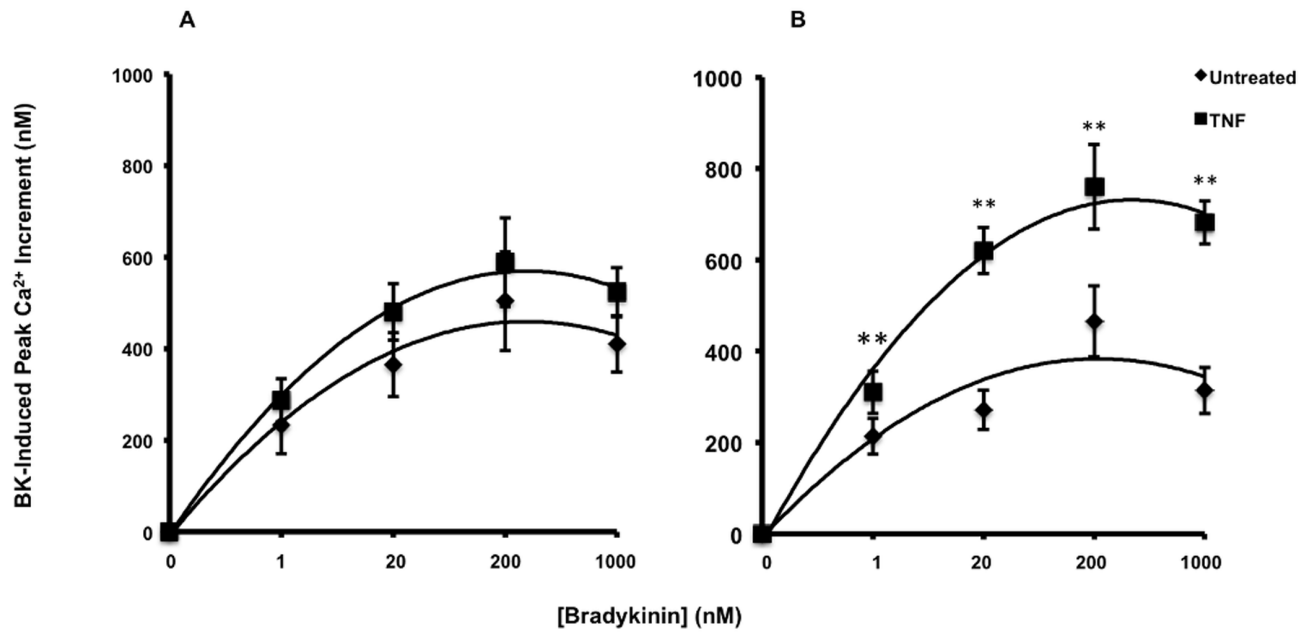 A
B
BK-Induced Peak Ca²⁺ Increment (nM)
1000
800
600
400
200
0
0 1 20 200 1000
1000
800
600
400
200
0
0 1 20 200 1000
**
**
**
**
Untreated
TNF
[Bradykinin] (nM)